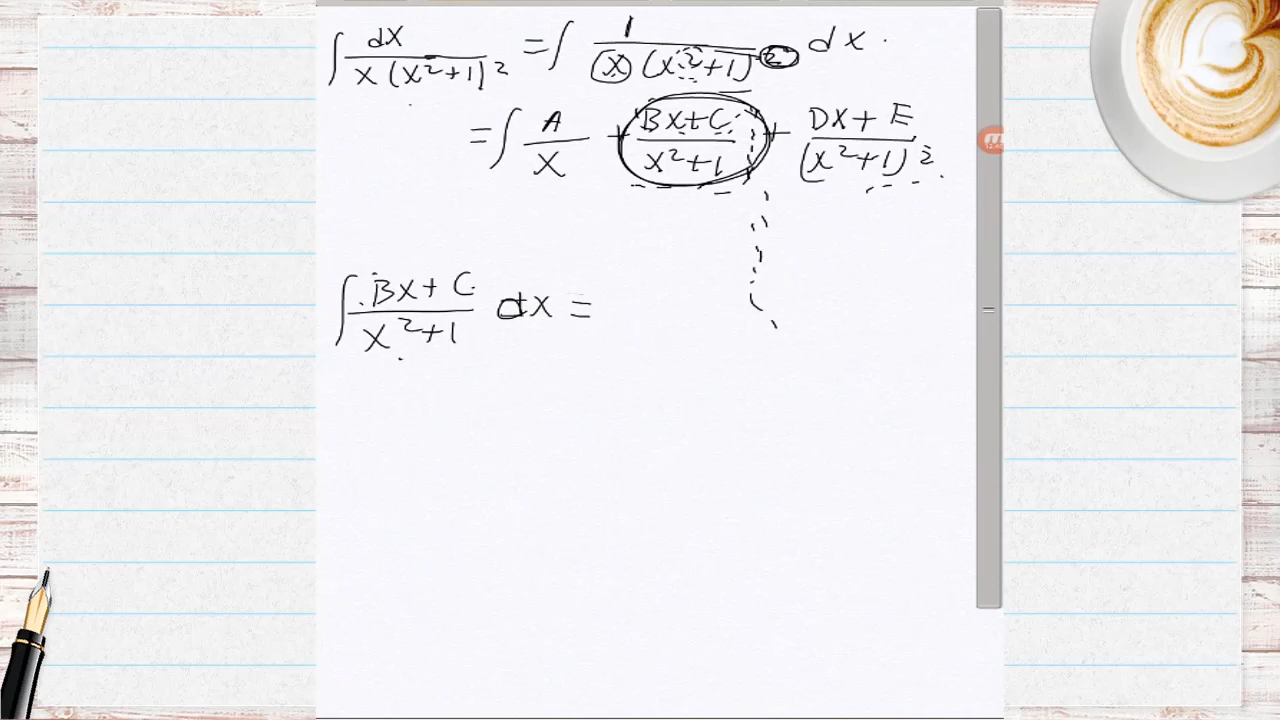 ∫ dx / x(x²+1)² = ∫ 1 / x(x²+1)² dx.
= ∫ A/x + Bx+C / x²+1 + Dx+E / (x²+1)²
∫ Bx+C / x²+1 dx =